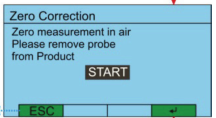 Zero Correction
Zero measurement in air
Please remove probe
from Product
START
ESC